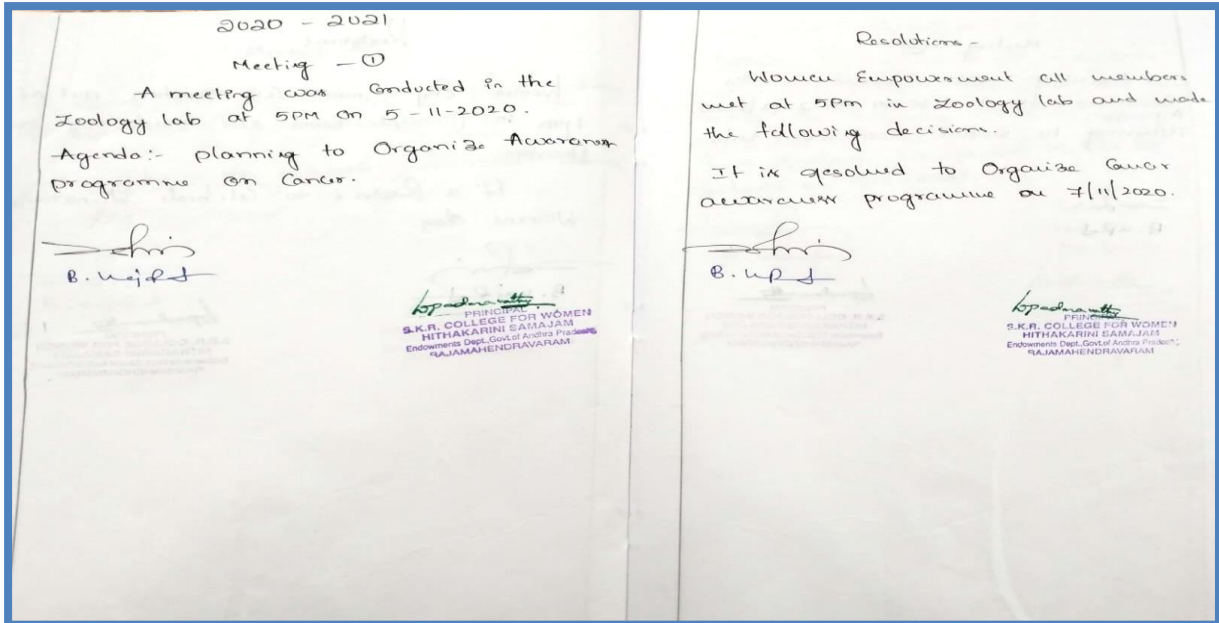 2020 - 2021
Meeting - ①
A meeting was Conducted in the
Zoology lab at 5PM on 5-11-2020.
Agenda:- planning to Organize Awareness
programme on Cancer.
B.
PRINCIPAL
S.K.R. COLLEGE FOR WOMEN
HITHAKARINI SAMAJAM
Endowments Dept.,Govt.of Andhra Pradesh,
RAJAMAHENDRAVARAM
Resolutions -
Women Empowerment all members
met at 5Pm in Zoology lab and made
the following decisions.
It is resolved to Organize Cancer
awareness programme on 7/11/2020.
B.
PRINCIPAL
S.K.R. COLLEGE FOR WOMEN
HITHAKARINI SAMAJAM
Endowments Dept.,Govt.of Andhra Pradesh,
RAJAMAHENDRAVARAM